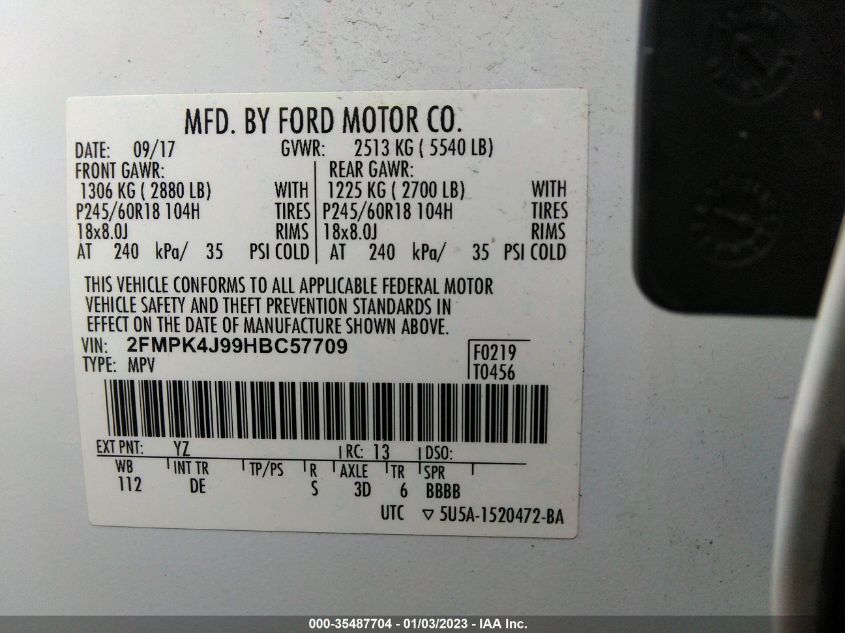 MFD. BY FORD MOTOR CO.
DATE: 09/17 GVWR: 2513 KG ( 5540 LB)
FRONT GAWR: REAR GAWR:
1306 KG ( 2880 LB) WITH 1225 KG ( 2700 LB) WITH
P245/60R18 104H TIRES P245/60R18 104H TIRES
18x8.0J RIMS 18x8.0J RIMS
AT 240 kPa/ 35 PSI COLD AT 240 kPa/ 35 PSI COLD
THIS VEHICLE CONFORMS TO ALL APPLICABLE FEDERAL MOTOR
VEHICLE SAFETY AND THEFT PREVENTION STANDARDS IN
EFFECT ON THE DATE OF MANUFACTURE SHOWN ABOVE.
VIN: 2FMPK4J99HBC57709 F0219
TYPE: MPV T0456
EXT PNT: YZ RC: 13 DSO:
WB INT TR TP/PS R AXLE TR SPR
112 DE S 3D 6 BBBB
UTC ▽ 5U5A-1520472-BA
000-35487704 - 01/03/2023 - IAA Inc.